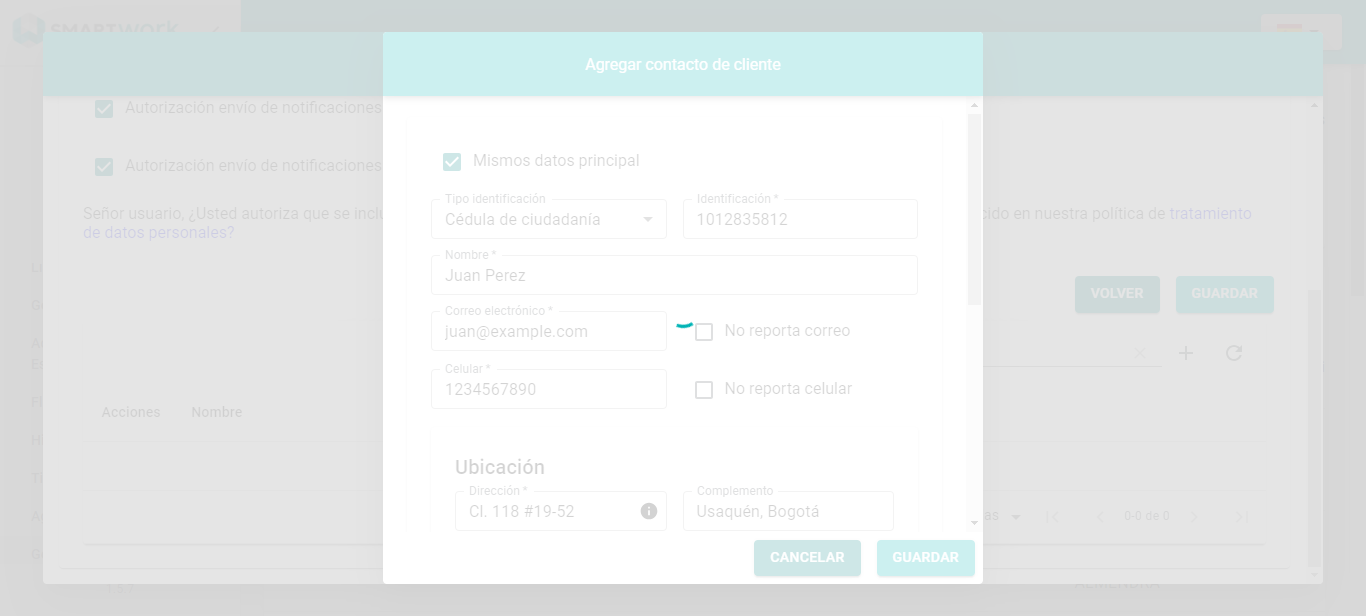 SMARTWORK
Agregar contacto de cliente
Autorización envío de notificaciones
Autorización envío de notificaciones
Señor usuario, ¿Usted autoriza que se
cido en nuestra política de tratamiento
de datos personales?
VOLVER
GUARDAR
Acciones
Nombre
0-0 de 0
Mismos datos principal
Tipo identificación
Cédula de ciudadanía
Identificación *
1012835812
Nombre *
Juan Perez
Correo electrónico *
juan@example.com
No reporta correo
Celular *
1234567890
No reporta celular
Ubicación
Dirección *
Cl. 118 #19-52
Complemento
Usaquén, Bogotá
CANCELAR
GUARDAR